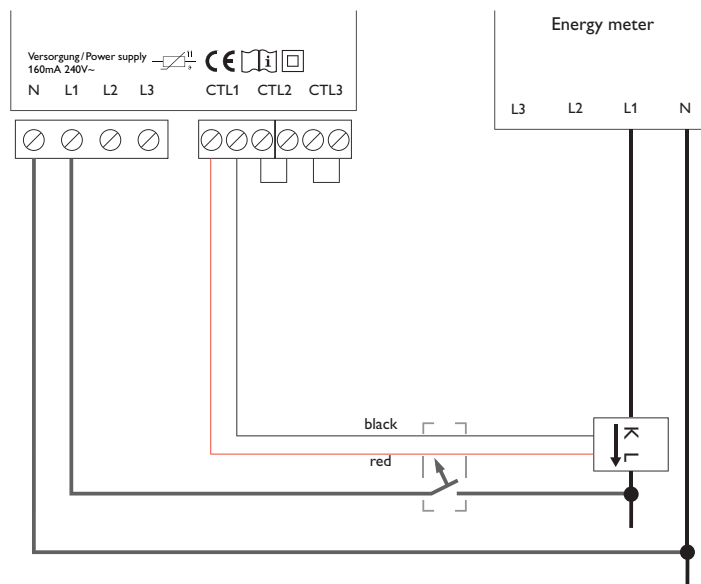 Energy meter
Versorgung/Power supply
160mA 240V~
N L1 L2 L3 CTL1 CTL2 CTL3
L3 L2 L1 N
black
red
K
L